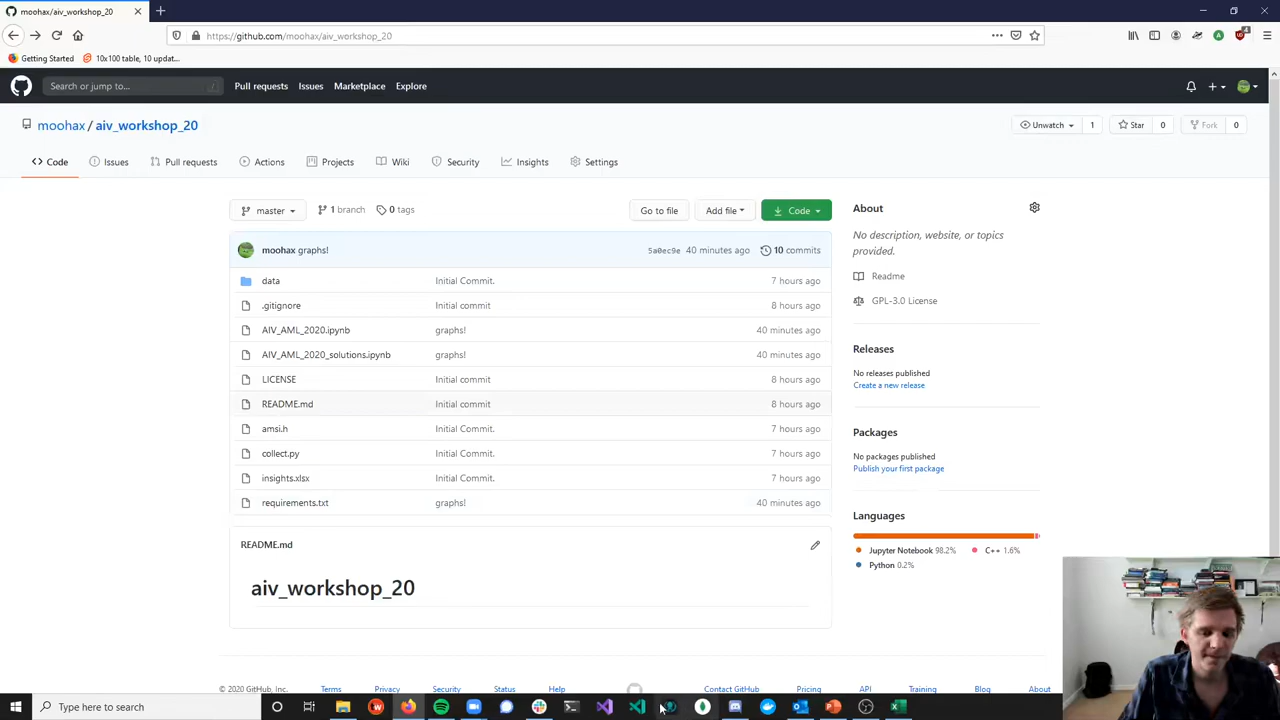 moohax/aiv_workshop_20
https://github.com/moohax/aiv_workshop_20
Getting Started
10x100 table, 10 updat...
Search or jump to...
/
Pull requests
Issues
Marketplace
Explore
moohax / aiv_workshop_20
Unwatch 1
Star 0
Fork 0
Code
Issues
Pull requests
Actions
Projects
Wiki
Security
Insights
Settings
master
1 branch
0 tags
Go to file
Add file
Code
moohax graphs!
5a0ec9e 40 minutes ago
10 commits
data Initial Commit. 7 hours ago
.gitignore Initial commit 8 hours ago
AIV_AML_2020.ipynb graphs! 40 minutes ago
AIV_AML_2020_solutions.ipynb graphs! 40 minutes ago
LICENSE Initial commit 8 hours ago
README.md Initial commit 8 hours ago
amsi.h Initial Commit. 7 hours ago
collect.py Initial Commit. 7 hours ago
insights.xlsx Initial Commit. 7 hours ago
requirements.txt graphs! 40 minutes ago
README.md
aiv_workshop_20
About
No description, website, or topics
provided.
Readme
GPL-3.0 License
Releases
No releases published
Create a new release
Packages
No packages published
Publish your first package
Languages
Jupyter Notebook 98.2%
C++ 1.6%
Python 0.2%
© 2020 GitHub, Inc.
Terms
Privacy
Security
Status
Help
Contact GitHub
Pricing
API
Training
Blog
About
Type here to search